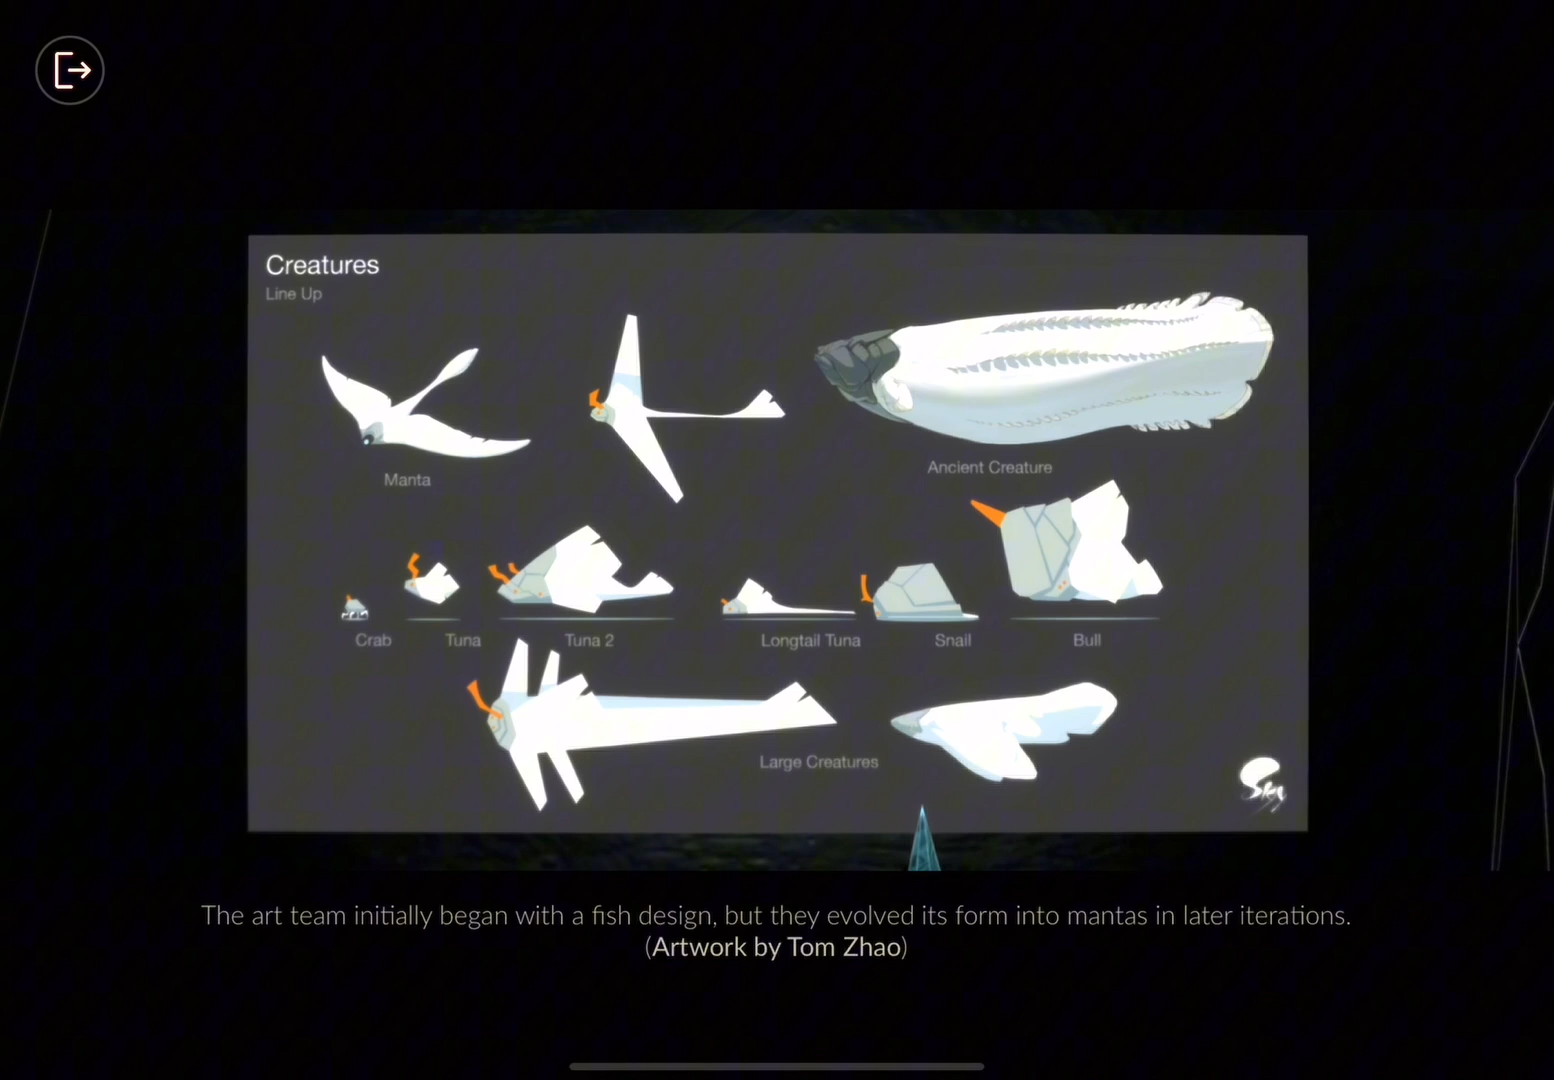 Creatures
Line Up
Manta
Ancient Creature
Crab
Tuna
Tuna 2
Longtail Tuna
Snail
Bull
Large Creatures
Sky
The art team initially began with a fish design, but they evolved its form into mantas in later iterations.
(Artwork by Tom Zhao)